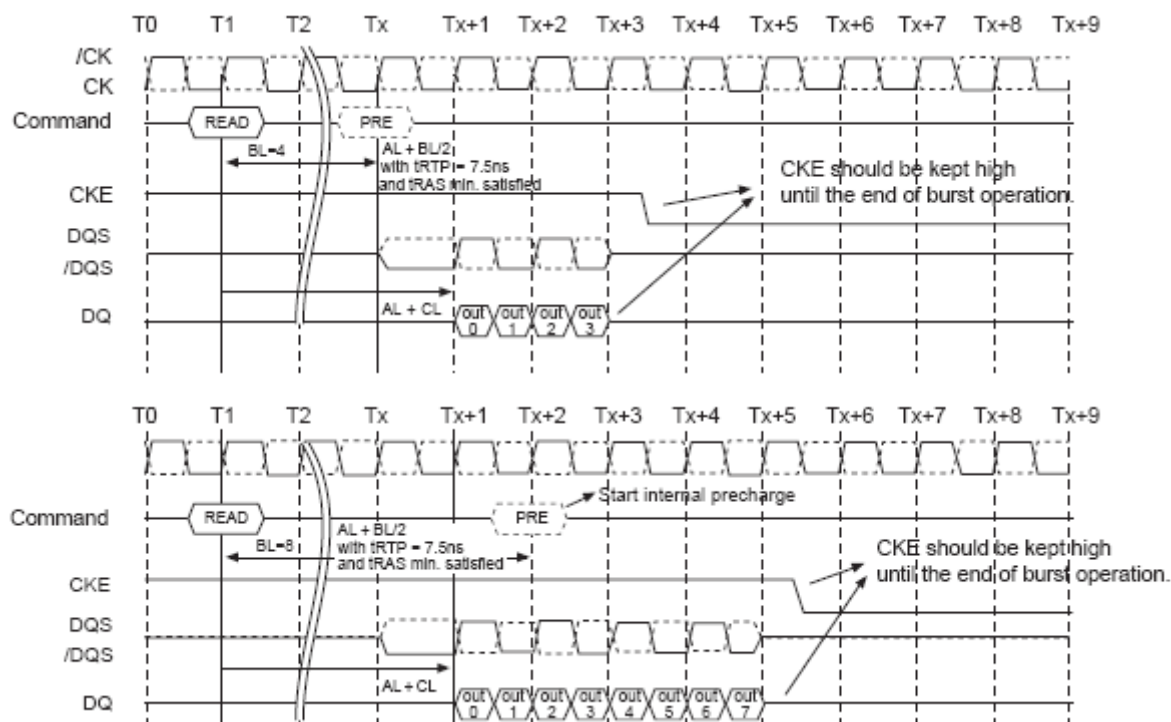 T0 T1 T2 Tx Tx+1 Tx+2 Tx+3 Tx+4 Tx+5 Tx+6 Tx+7 Tx+8 Tx+9
/CK
CK
Command READ PRE
BL=4 AL + BL/2
with tRTP = 7.5ns
and tRAS min. satisfied
CKE should be kept high
until the end of burst operation.
CKE
DQS
/DQS
AL + CL
DQ out 0 out 1 out 2 out 3
T0 T1 T2 Tx Tx+1 Tx+2 Tx+3 Tx+4 Tx+5 Tx+6 Tx+7 Tx+8 Tx+9
Start internal precharge
Command READ PRE
BL=8 AL + BL/2
with tRTP = 7.5ns
and tRAS min. satisfied
CKE should be kept high
until the end of burst operation.
CKE
DQS
/DQS
AL + CL
DQ out 0 out 1 out 2 out 3 out 4 out 5 out 6 out 7